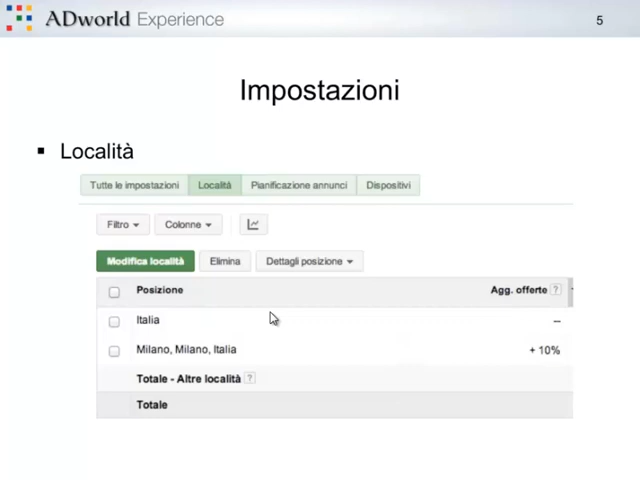 ADworld Experience
5
Impostazioni
Località
Tutte le impostazioni Località Pianificazione annunci Dispositivi
Filtro Colonne
Modifica località Elimina Dettagli posizione
Posizione Agg. offerte ?
Italia --
Milano, Milano, Italia + 10%
Totale - Altre località ?
Totale